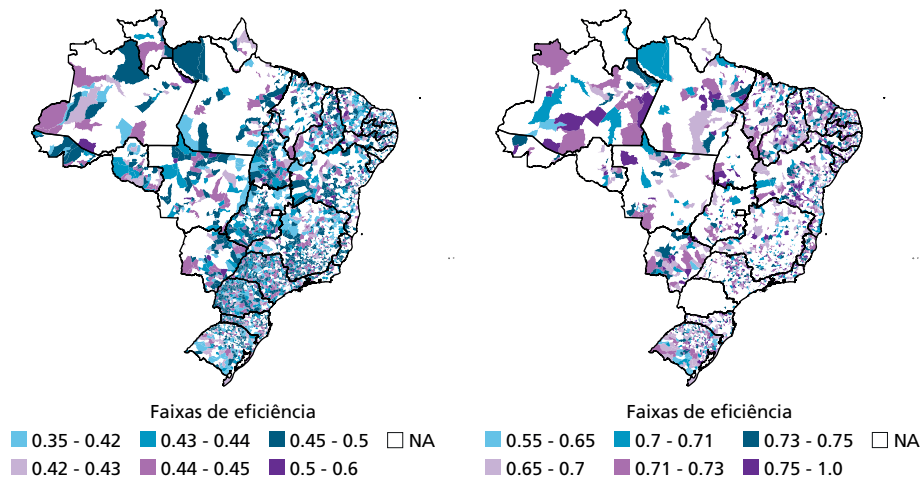 Faixas de eficiência
0.35 - 0.42 0.43 - 0.44 0.45 - 0.5 NA
0.42 - 0.43 0.44 - 0.45 0.5 - 0.6
Faixas de eficiência
0.55 - 0.65 0.7 - 0.71 0.73 - 0.75 NA
0.65 - 0.7 0.71 - 0.73 0.75 - 1.0